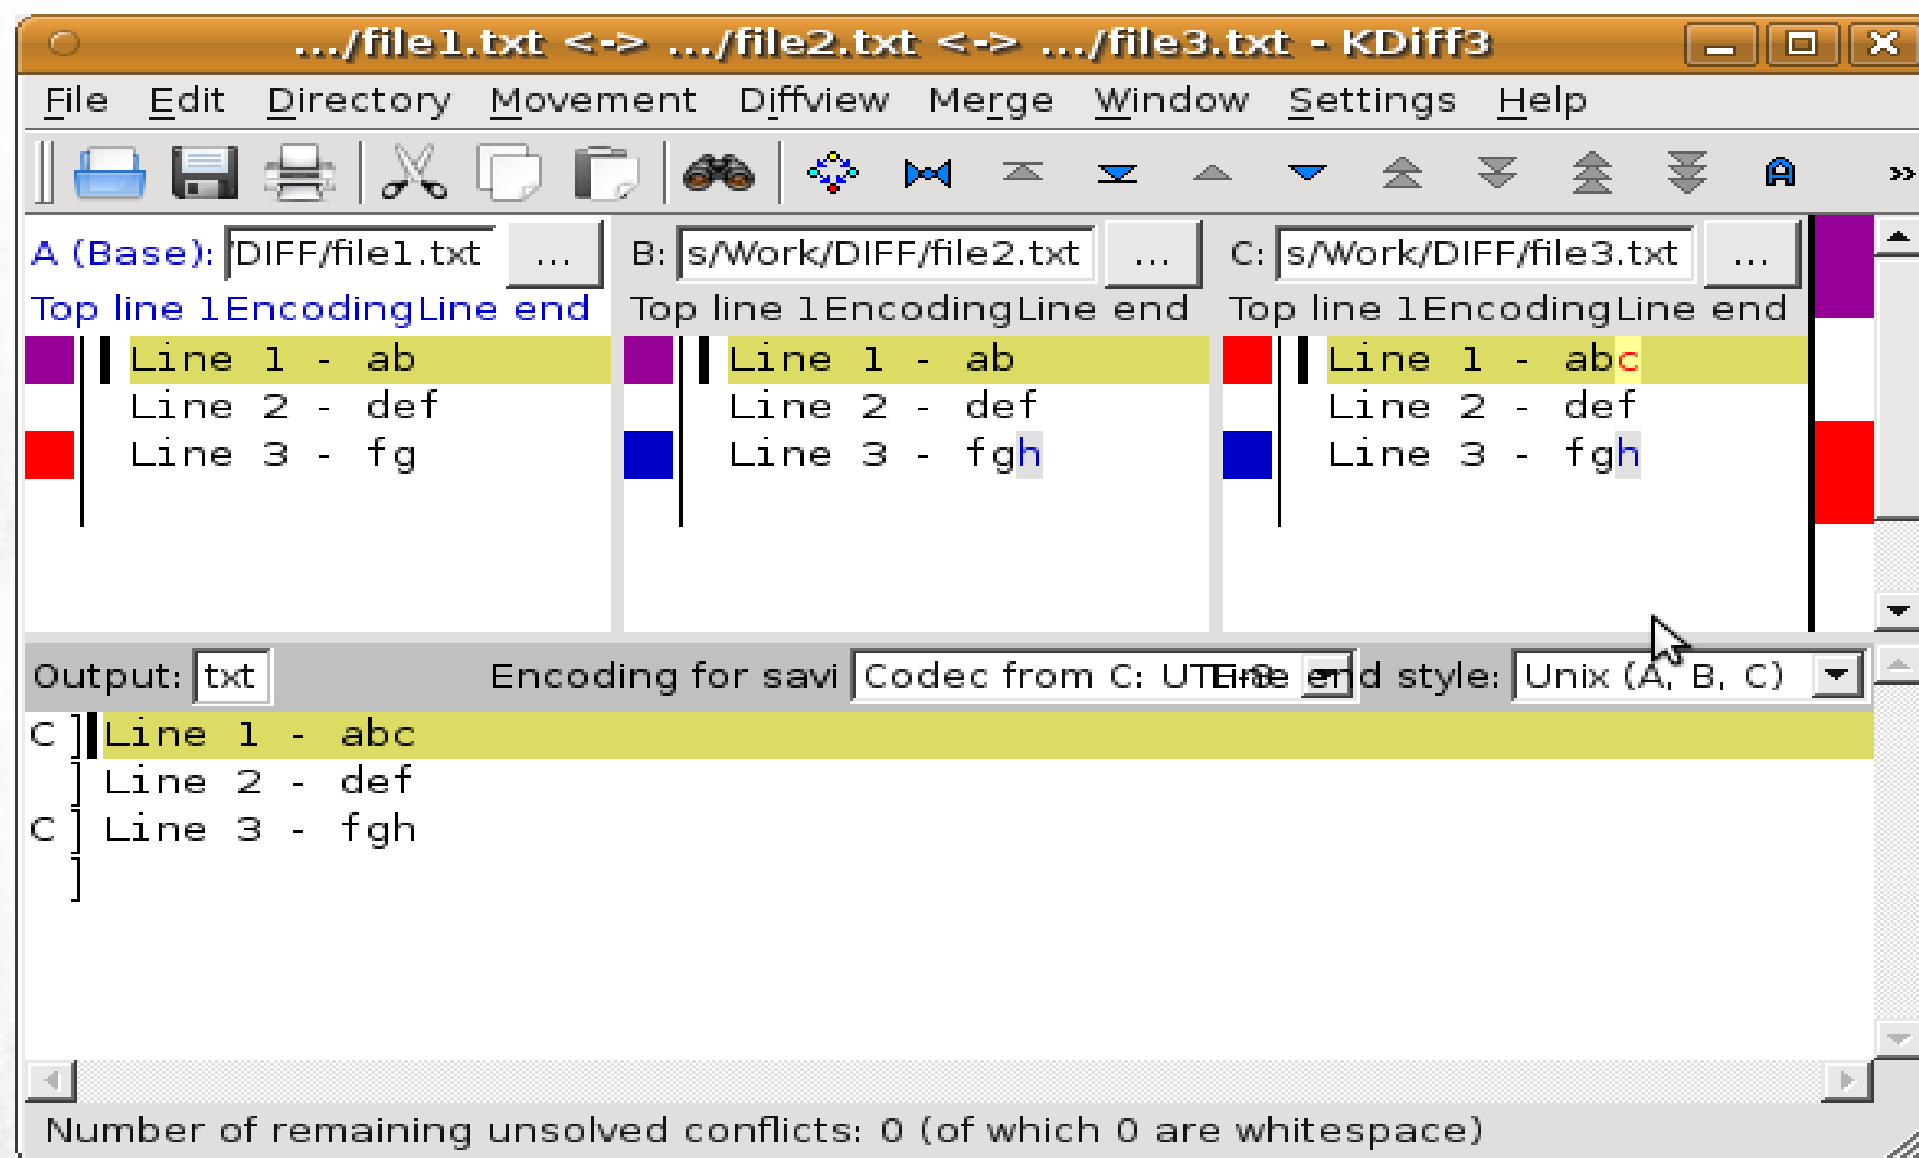 .../file1.txt <-> .../file2.txt <-> .../file3.txt - KDiff3
File Edit Directory Movement Diffview Merge Window Settings Help
A (Base): /DIFF/file1.txt ... B: s/Work/DIFF/file2.txt ... C: s/Work/DIFF/file3.txt ...
Top line 1 Encoding Line end Top line 1 Encoding Line end Top line 1 Encoding Line end
Line 1 - ab Line 1 - ab Line 1 - abc
Line 2 - def Line 2 - def Line 2 - def
Line 3 - fg Line 3 - fgh Line 3 - fgh
Output: txt Encoding for savi Codec from C: end style: Unix (A, B, C)
C ] Line 1 - abc
] Line 2 - def
C ] Line 3 - fgh
]
Number of remaining unsolved conflicts: 0 (of which 0 are whitespace)